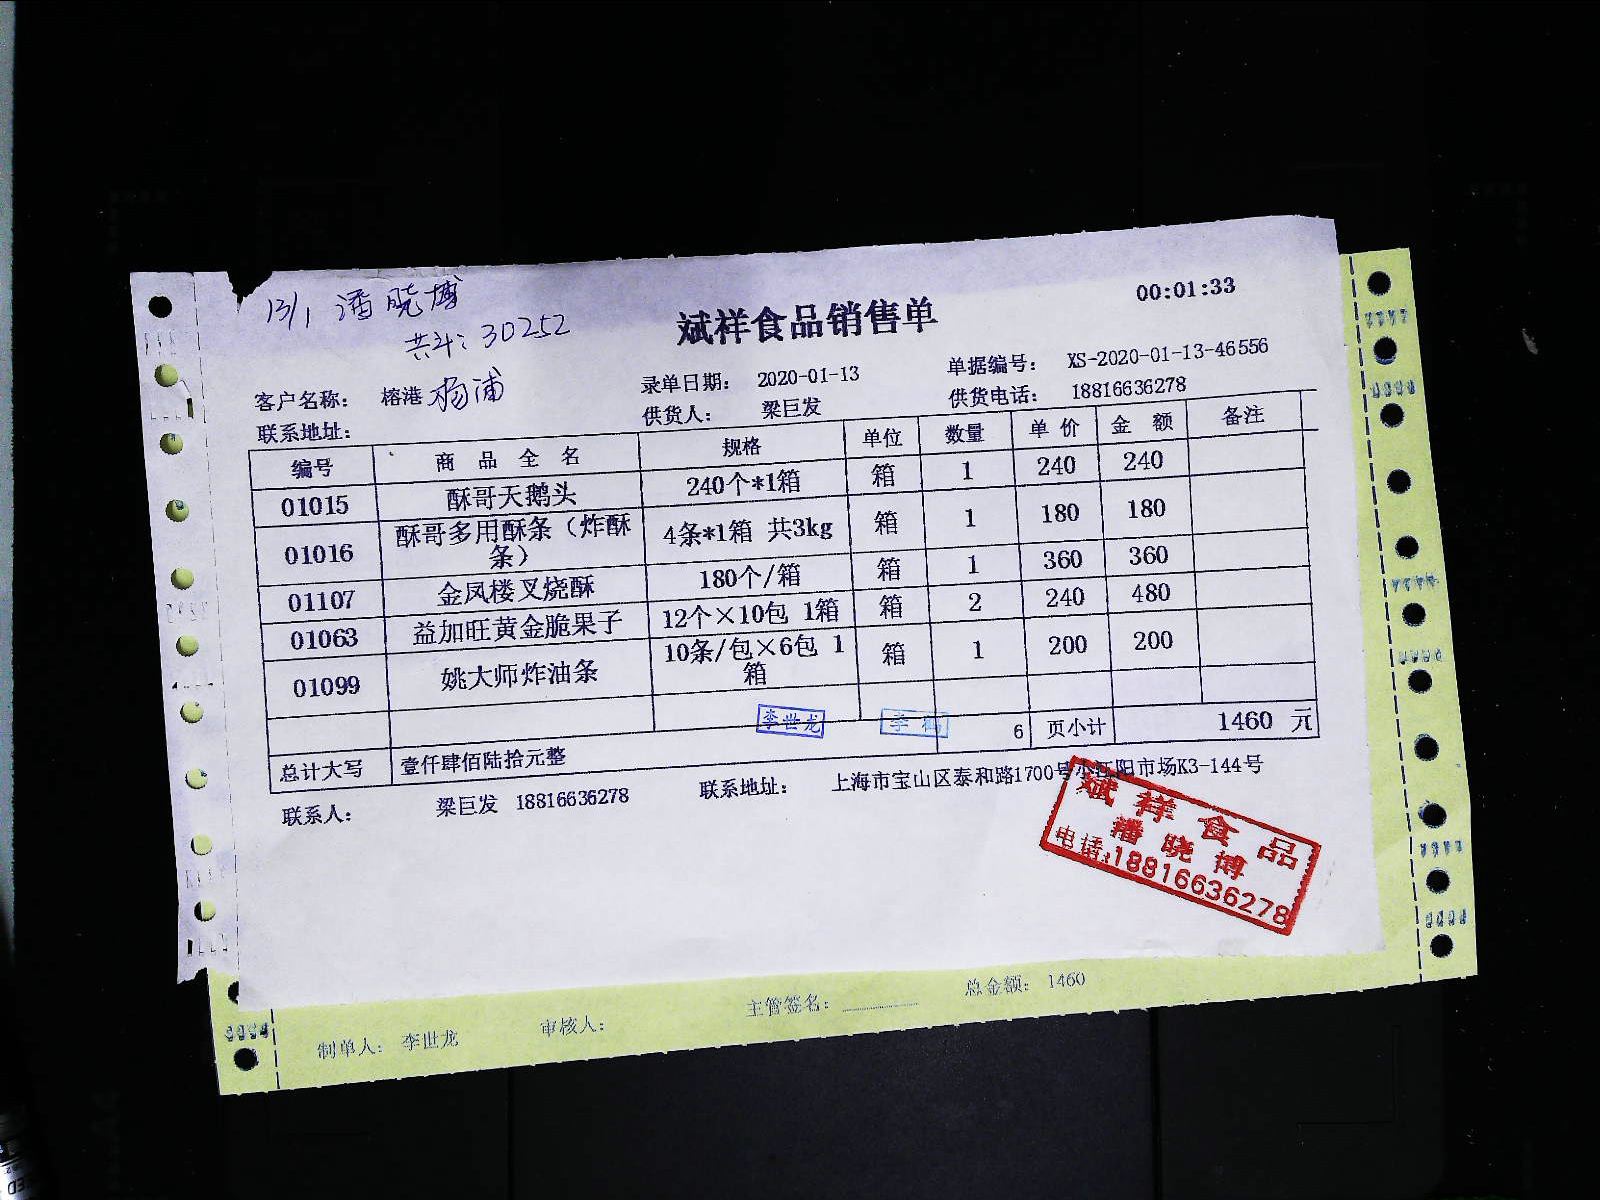 13/1 潘晓博
共计: 30252
斌祥食品销售单
00:01:33
客户名称: 榕港 杨浦
录单日期: 2020-01-13
单据编号: XS-2020-01-13-46556
联系地址:
供货人: 梁巨发
供货电话: 18816636278
编号 商品全名 规格 单位 数量 单价 金额 备注
01015 酥哥天鹅头 240个*1箱 箱 1 240 240
01016 酥哥多用酥条（炸酥条） 4条*1箱 共3kg 箱 1 180 180
01107 金凤楼叉烧酥 180个/箱 箱 1 360 360
01063 益加旺黄金脆果子 12个×10包 1箱 箱 2 240 480
01099 姚大师炸油条 10条/包×6包 1箱 箱 1 200 200
李世龙
6 页小计 1460 元
总计大写 壹仟肆佰陆拾元整
联系人: 梁巨发 18816636278 联系地址: 上海市宝山区泰和路1700号小江阳市场K3-144号
斌祥食品
潘晓博
电话:18816636278
制单人: 李世龙 审核人: 主管签名: 总金额: 1460